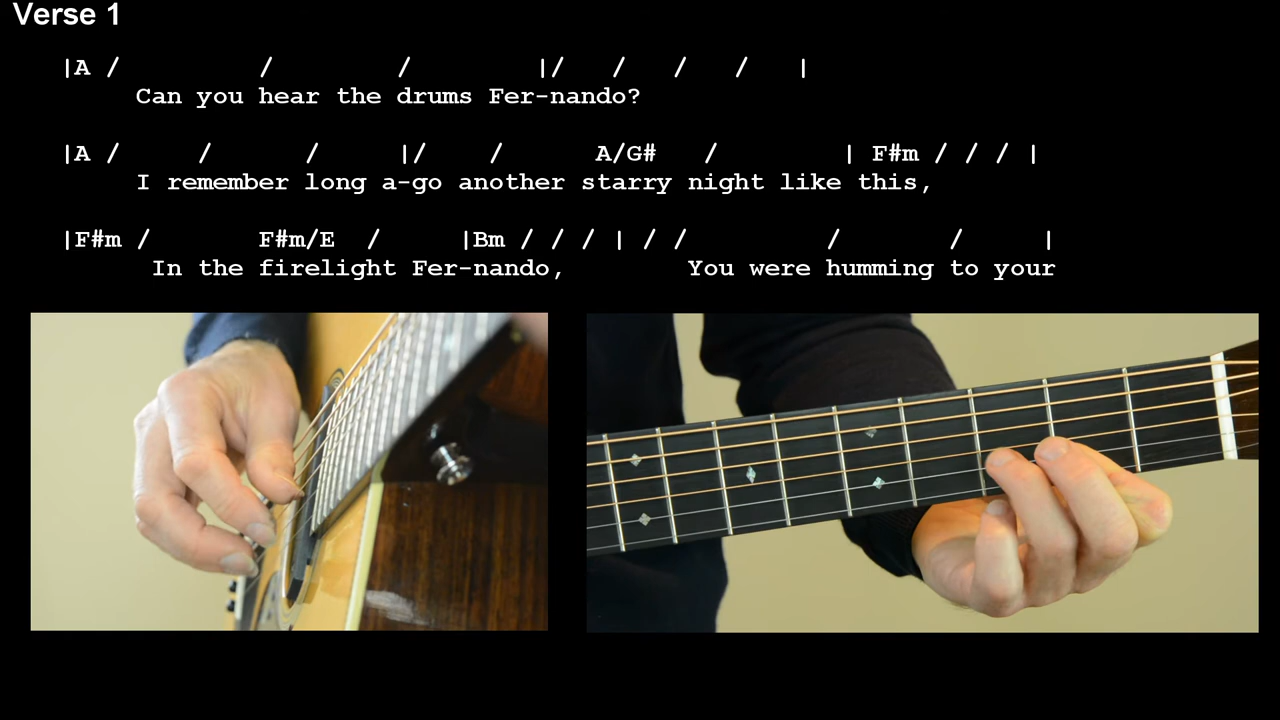 Verse 1
|A / / / |/ / / / |
Can you hear the drums Fer-nando?
|A / / / |/ / A/G# / | F#m / / / |
I remember long a-go another starry night like this,
|F#m / F#m/E / |Bm / / / | / / / / |
In the firelight Fer-nando, You were humming to your